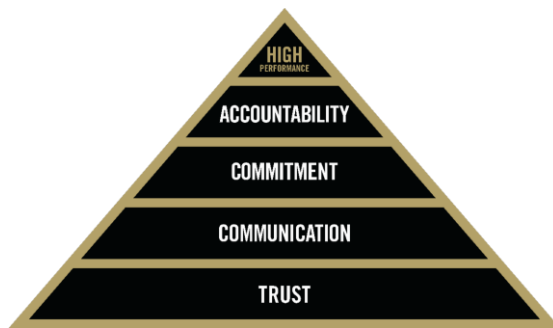 HIGH
PERFORMANCE
ACCOUNTABILITY
COMMITMENT
COMMUNICATION
TRUST